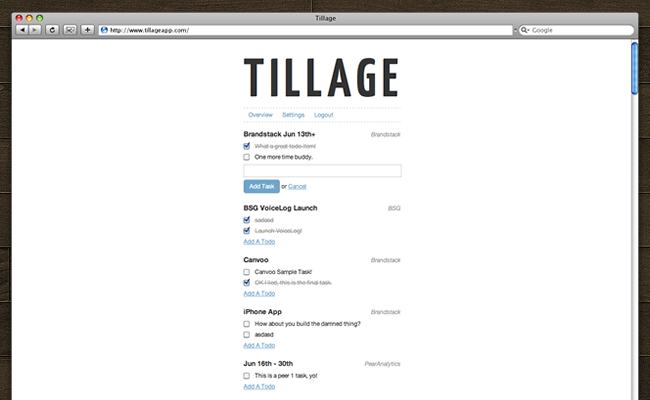 Tillage
http://www.tillageapp.com/
Google
TILLAGE
Overview Settings Logout
Brandstack Jun 13th+ Brandstack
What a great todo item!
One more time buddy.
Add Task or Cancel
BSG VoiceLog Launch BSG
asdasd
Launch VoiceLog!
Add A Todo
Canvoo Brandstack
Canvoo Sample Task!
OK I lied, this is the final task.
Add A Todo
iPhone App Brandstack
How about you build the damned thing?
asdasd
Add A Todo
Jun 16th - 30th PeerAnalytics
This is a peer 1 task, yo!
Add A Todo